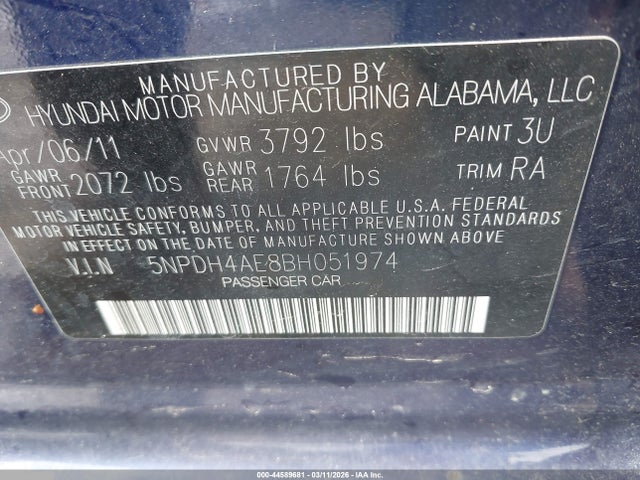 MANUFACTURED BY
HYUNDAI MOTOR MANUFACTURING ALABAMA, LLC
Apr/06/11 GVWR 3792 lbs PAINT 3U
GAWR FRONT 2072 lbs GAWR REAR 1764 lbs TRIM RA
THIS VEHICLE CONFORMS TO ALL APPLICABLE U.S.A. FEDERAL
MOTOR VEHICLE SAFETY, BUMPER, AND THEFT PREVENTION STANDARDS
IN EFFECT ON THE DATE OF MANUFACTURE SHOWN ABOVE
V.I.N 5NPDH4AE8BH051974
PASSENGER CAR
000-44589681 - 03/11/2026 - IAAI.COM